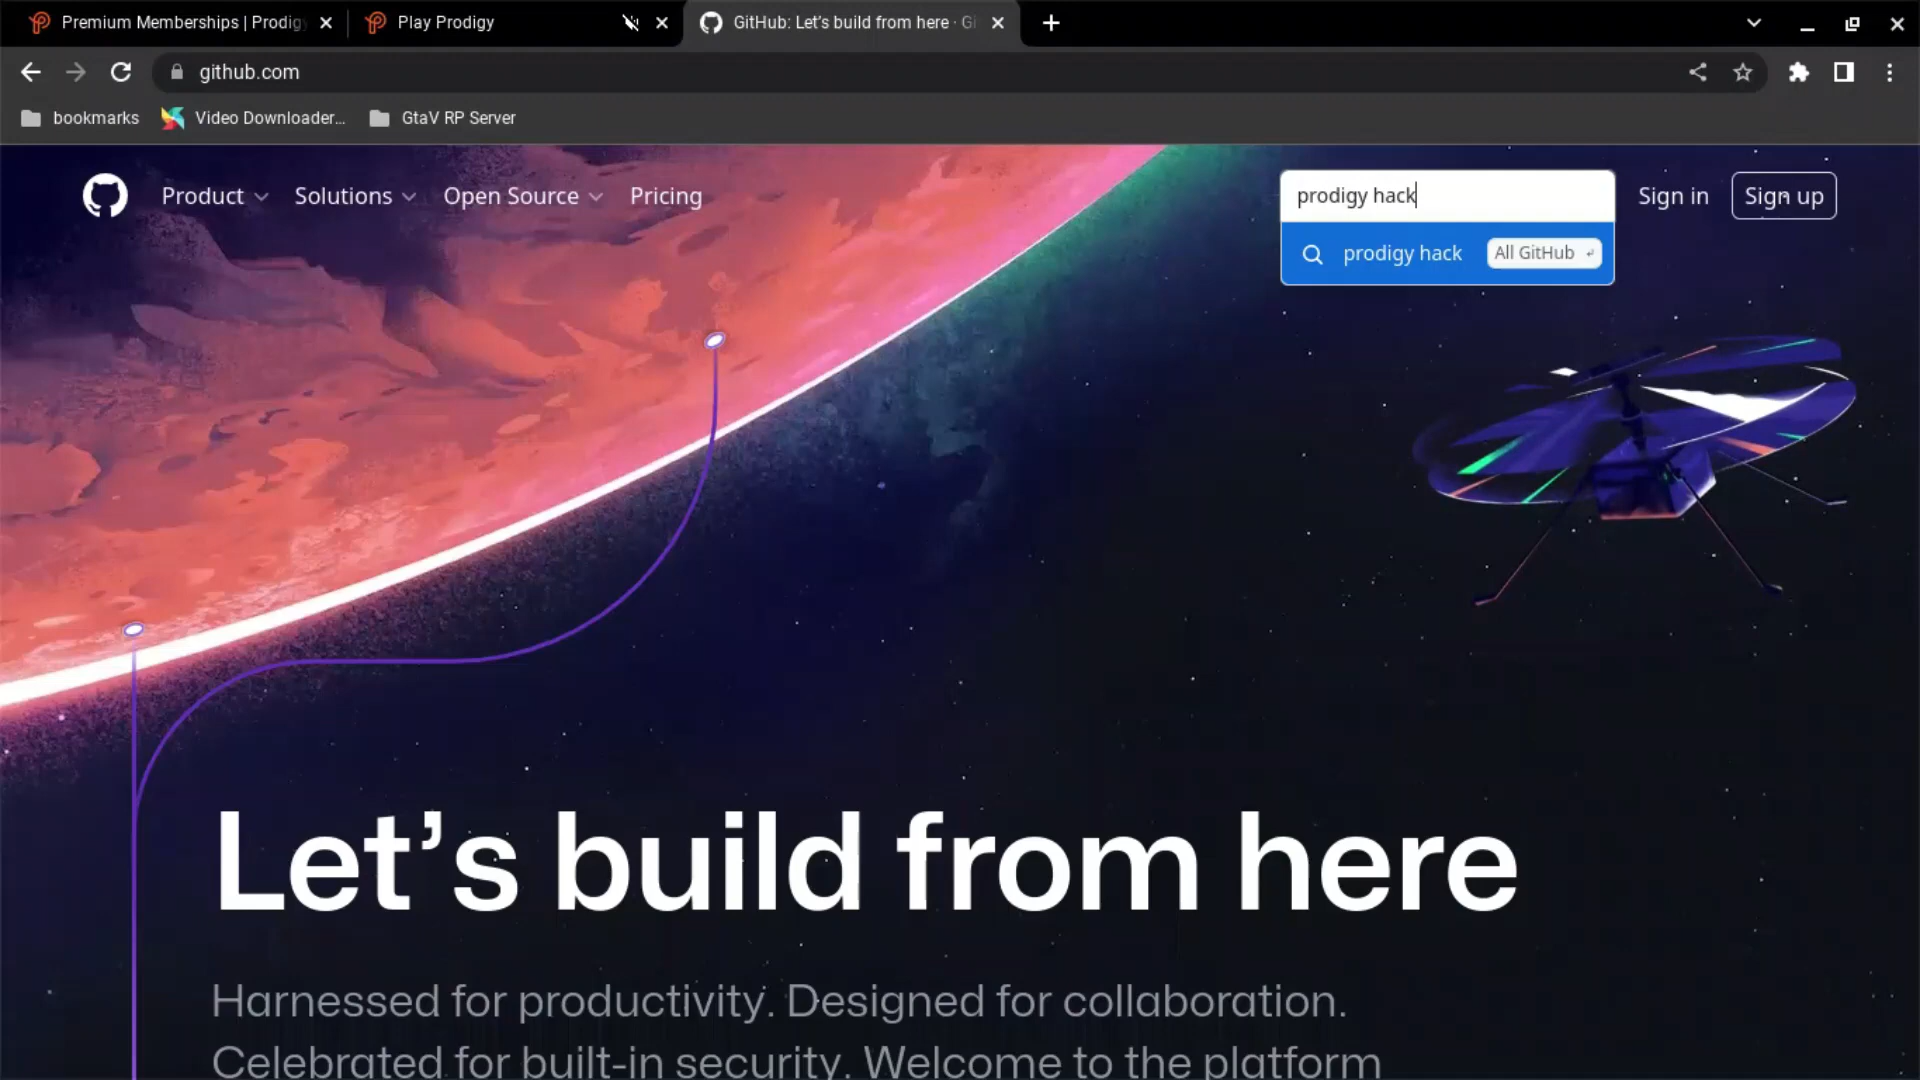 Premium Memberships | Prodigy
Play Prodigy
GitHub: Let's build from here · Gi
github.com
bookmarks
Video Downloader...
GtaV RP Server
Product
Solutions
Open Source
Pricing
prodigy hack
Sign in
Sign up
prodigy hack
All GitHub ↵
Let's build from here
Harnessed for productivity. Designed for collaboration.
Celebrated for built-in security. Welcome to the platform